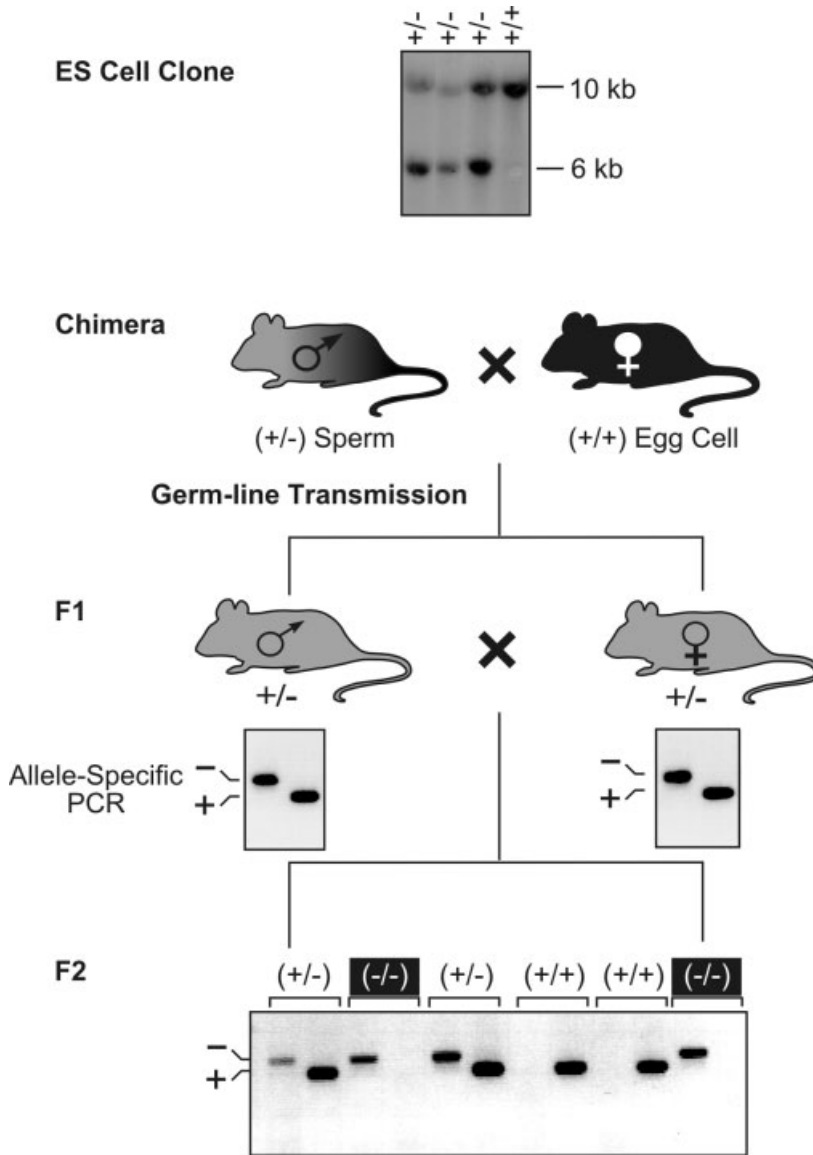 +/- +/- +/- +/+
ES Cell Clone
10 kb
6 kb
Chimera
(+/-) Sperm
(+/+) Egg Cell
Germ-line Transmission
F1
+/-
+/-
Allele-Specific
PCR
−
+
−
+
F2
(+/-) (-/-) (+/-) (+/+) (+/+) (-/-)
−
+